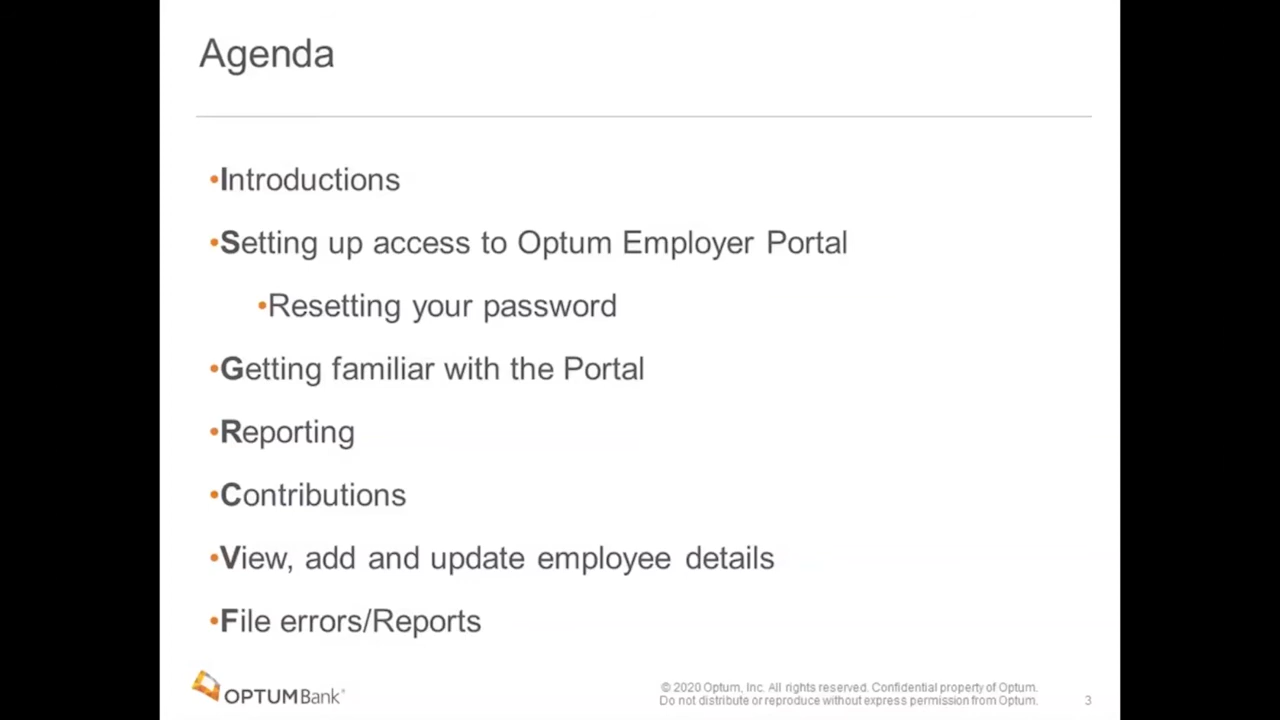 Agenda
•Introductions
•Setting up access to Optum Employer Portal
•Resetting your password
•Getting familiar with the Portal
•Reporting
•Contributions
•View, add and update employee details
•File errors/Reports
OPTUMBank®
© 2020 Optum, Inc. All rights reserved. Confidential property of Optum.
Do not distribute or reproduce without express permission from Optum.
3